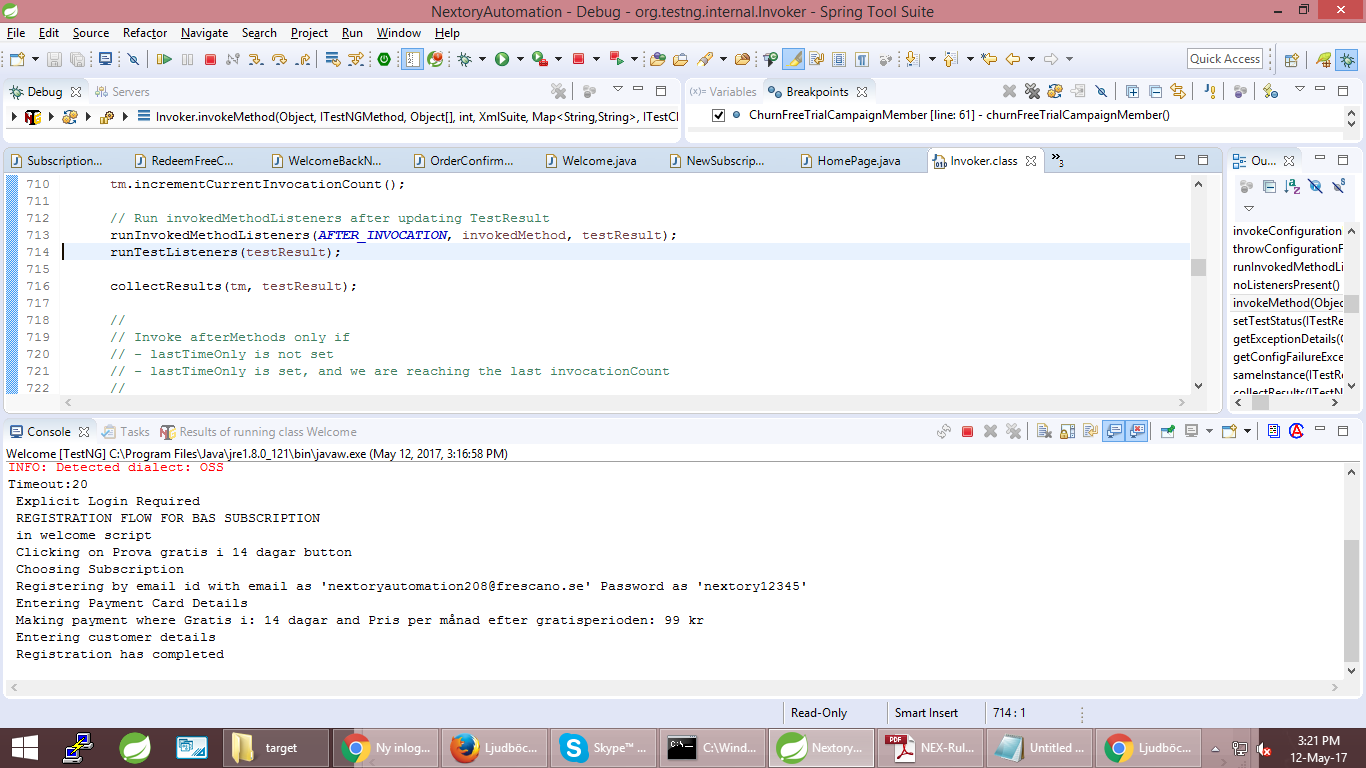 NextoryAutomation - Debug - org.testng.internal.Invoker - Spring Tool Suite
File Edit Source Refactor Navigate Search Project Run Window Help
Quick Access
Debug Servers
(x)= Variables Breakpoints
Invoker.invokeMethod(Object, ITestNGMethod, Object[], int, XmlSuite, Map<String,String>, ITestCl
ChurnFreeTrialCampaignMember [line: 61] - churnFreeTrialCampaignMember()
Subscription... RedeemFreeC... WelcomeBackN... OrderConfirm... Welcome.java NewSubscrip... HomePage.java Invoker.class »3
Ou...
710 tm.incrementCurrentInvocationCount();
711
712 // Run invokedMethodListeners after updating TestResult
713 runInvokedMethodListeners(AFTER_INVOCATION, invokedMethod, testResult);
714 runTestListeners(testResult);
715
716 collectResults(tm, testResult);
717
718 //
719 // Invoke afterMethods only if
720 // - lastTimeOnly is not set
721 // - lastTimeOnly is set, and we are reaching the last invocationCount
722 //
invokeConfiguration
throwConfigurationF
runInvokedMethodLi
noListenersPresent()
invokeMethod(Objec
setTestStatus(ITestRe
getExceptionDetails(
getConfigFailureExce
sameInstance(ITestRe
collectResults(ITestN
Console Tasks Results of running class Welcome
Welcome [TestNG] C:\Program Files\Java\jre1.8.0_121\bin\javaw.exe (May 12, 2017, 3:16:58 PM)
INFO: Detected dialect: OSS
Timeout:20
Explicit Login Required
REGISTRATION FLOW FOR BAS SUBSCRIPTION
in welcome script
Clicking on Prova gratis i 14 dagar button
Choosing Subscription
Registering by email id with email as 'nextoryautomation208@frescano.se' Password as 'nextory12345'
Entering Payment Card Details
Making payment where Gratis i: 14 dagar and Pris per månad efter gratisperioden: 99 kr
Entering customer details
Registration has completed
Read-Only Smart Insert 714 : 1
target Ny inlog... Ljudböc... Skype™ ... C:\Wind... Nextory... NEX-Rul... Untitled ... Ljudböc...
3:21 PM
12-May-17